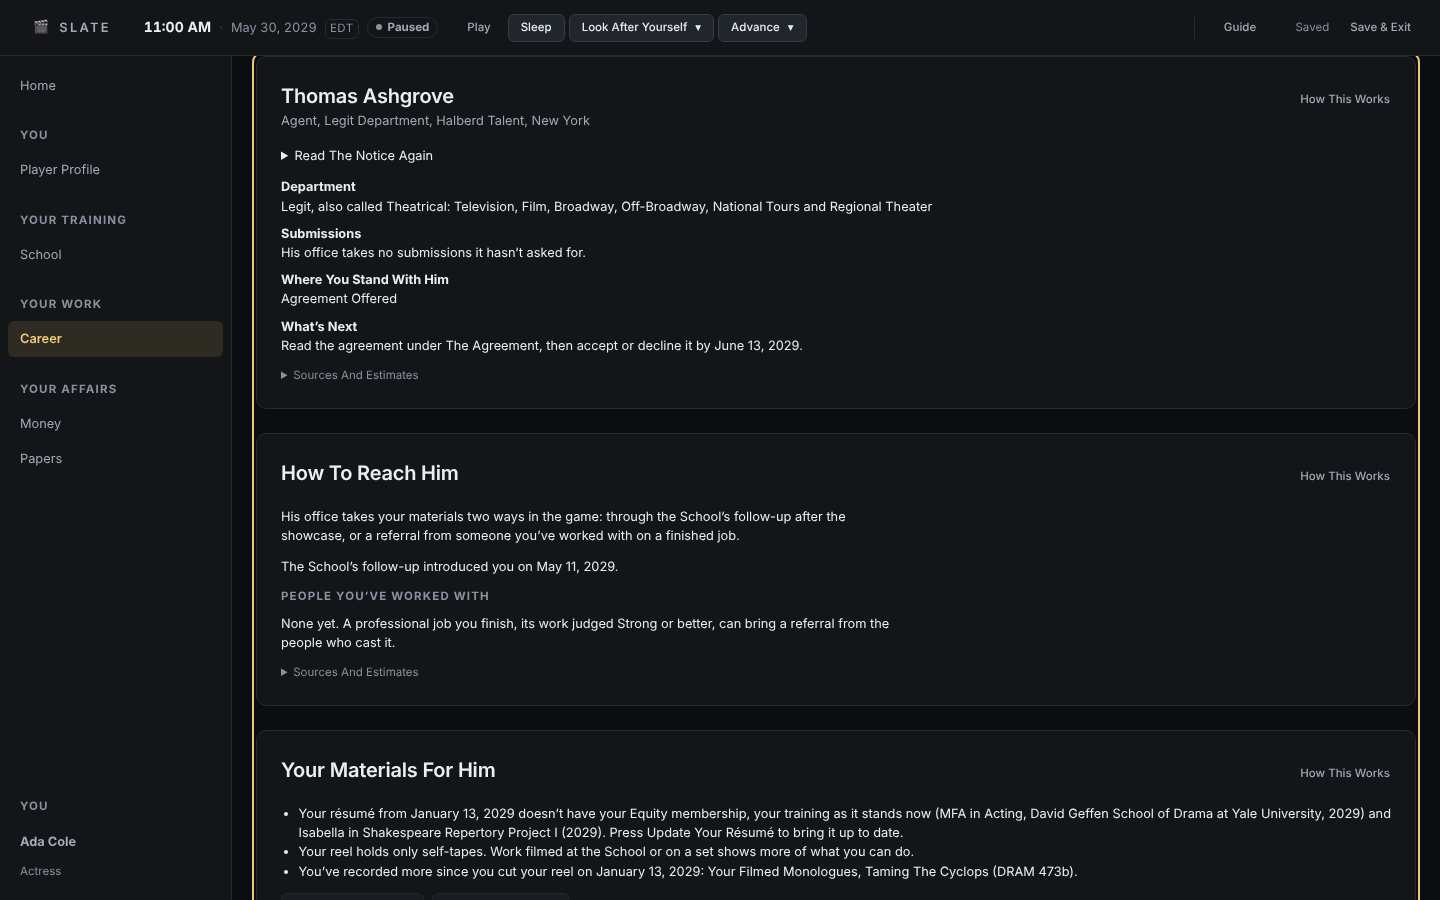 SLATE
11:00 AM · May 30, 2029 EDT Paused Play Sleep Look After Yourself ▾ Advance ▾ Guide Saved Save & Exit
Home
YOU
Player Profile
YOUR TRAINING
School
YOUR WORK
Career
YOUR AFFAIRS
Money
Papers
YOU
Ada Cole
Actress
Thomas Ashgrove
How This Works
Agent, Legit Department, Halberd Talent, New York
Read The Notice Again
Department
Legit, also called Theatrical: Television, Film, Broadway, Off-Broadway, National Tours and Regional Theater
Submissions
His office takes no submissions it hasn’t asked for.
Where You Stand With Him
Agreement Offered
What’s Next
Read the agreement under The Agreement, then accept or decline it by June 13, 2029.
Sources And Estimates
How To Reach Him
How This Works
His office takes your materials two ways in the game: through the School’s follow-up after the
showcase, or a referral from someone you’ve worked with on a finished job.
The School’s follow-up introduced you on May 11, 2029.
PEOPLE YOU’VE WORKED WITH
None yet. A professional job you finish, its work judged Strong or better, can bring a referral from the
people who cast it.
Sources And Estimates
Your Materials For Him
How This Works
• Your résumé from January 13, 2029 doesn’t have your Equity membership, your training as it stands now (MFA in Acting, David Geffen School of Drama at Yale University, 2029) and
Isabella in Shakespeare Repertory Project I (2029). Press Update Your Résumé to bring it up to date.
• Your reel holds only self-tapes. Work filmed at the School or on a set shows more of what you can do.
• You’ve recorded more since you cut your reel on January 13, 2029: Your Filmed Monologues, Taming The Cyclops (DRAM 473b).